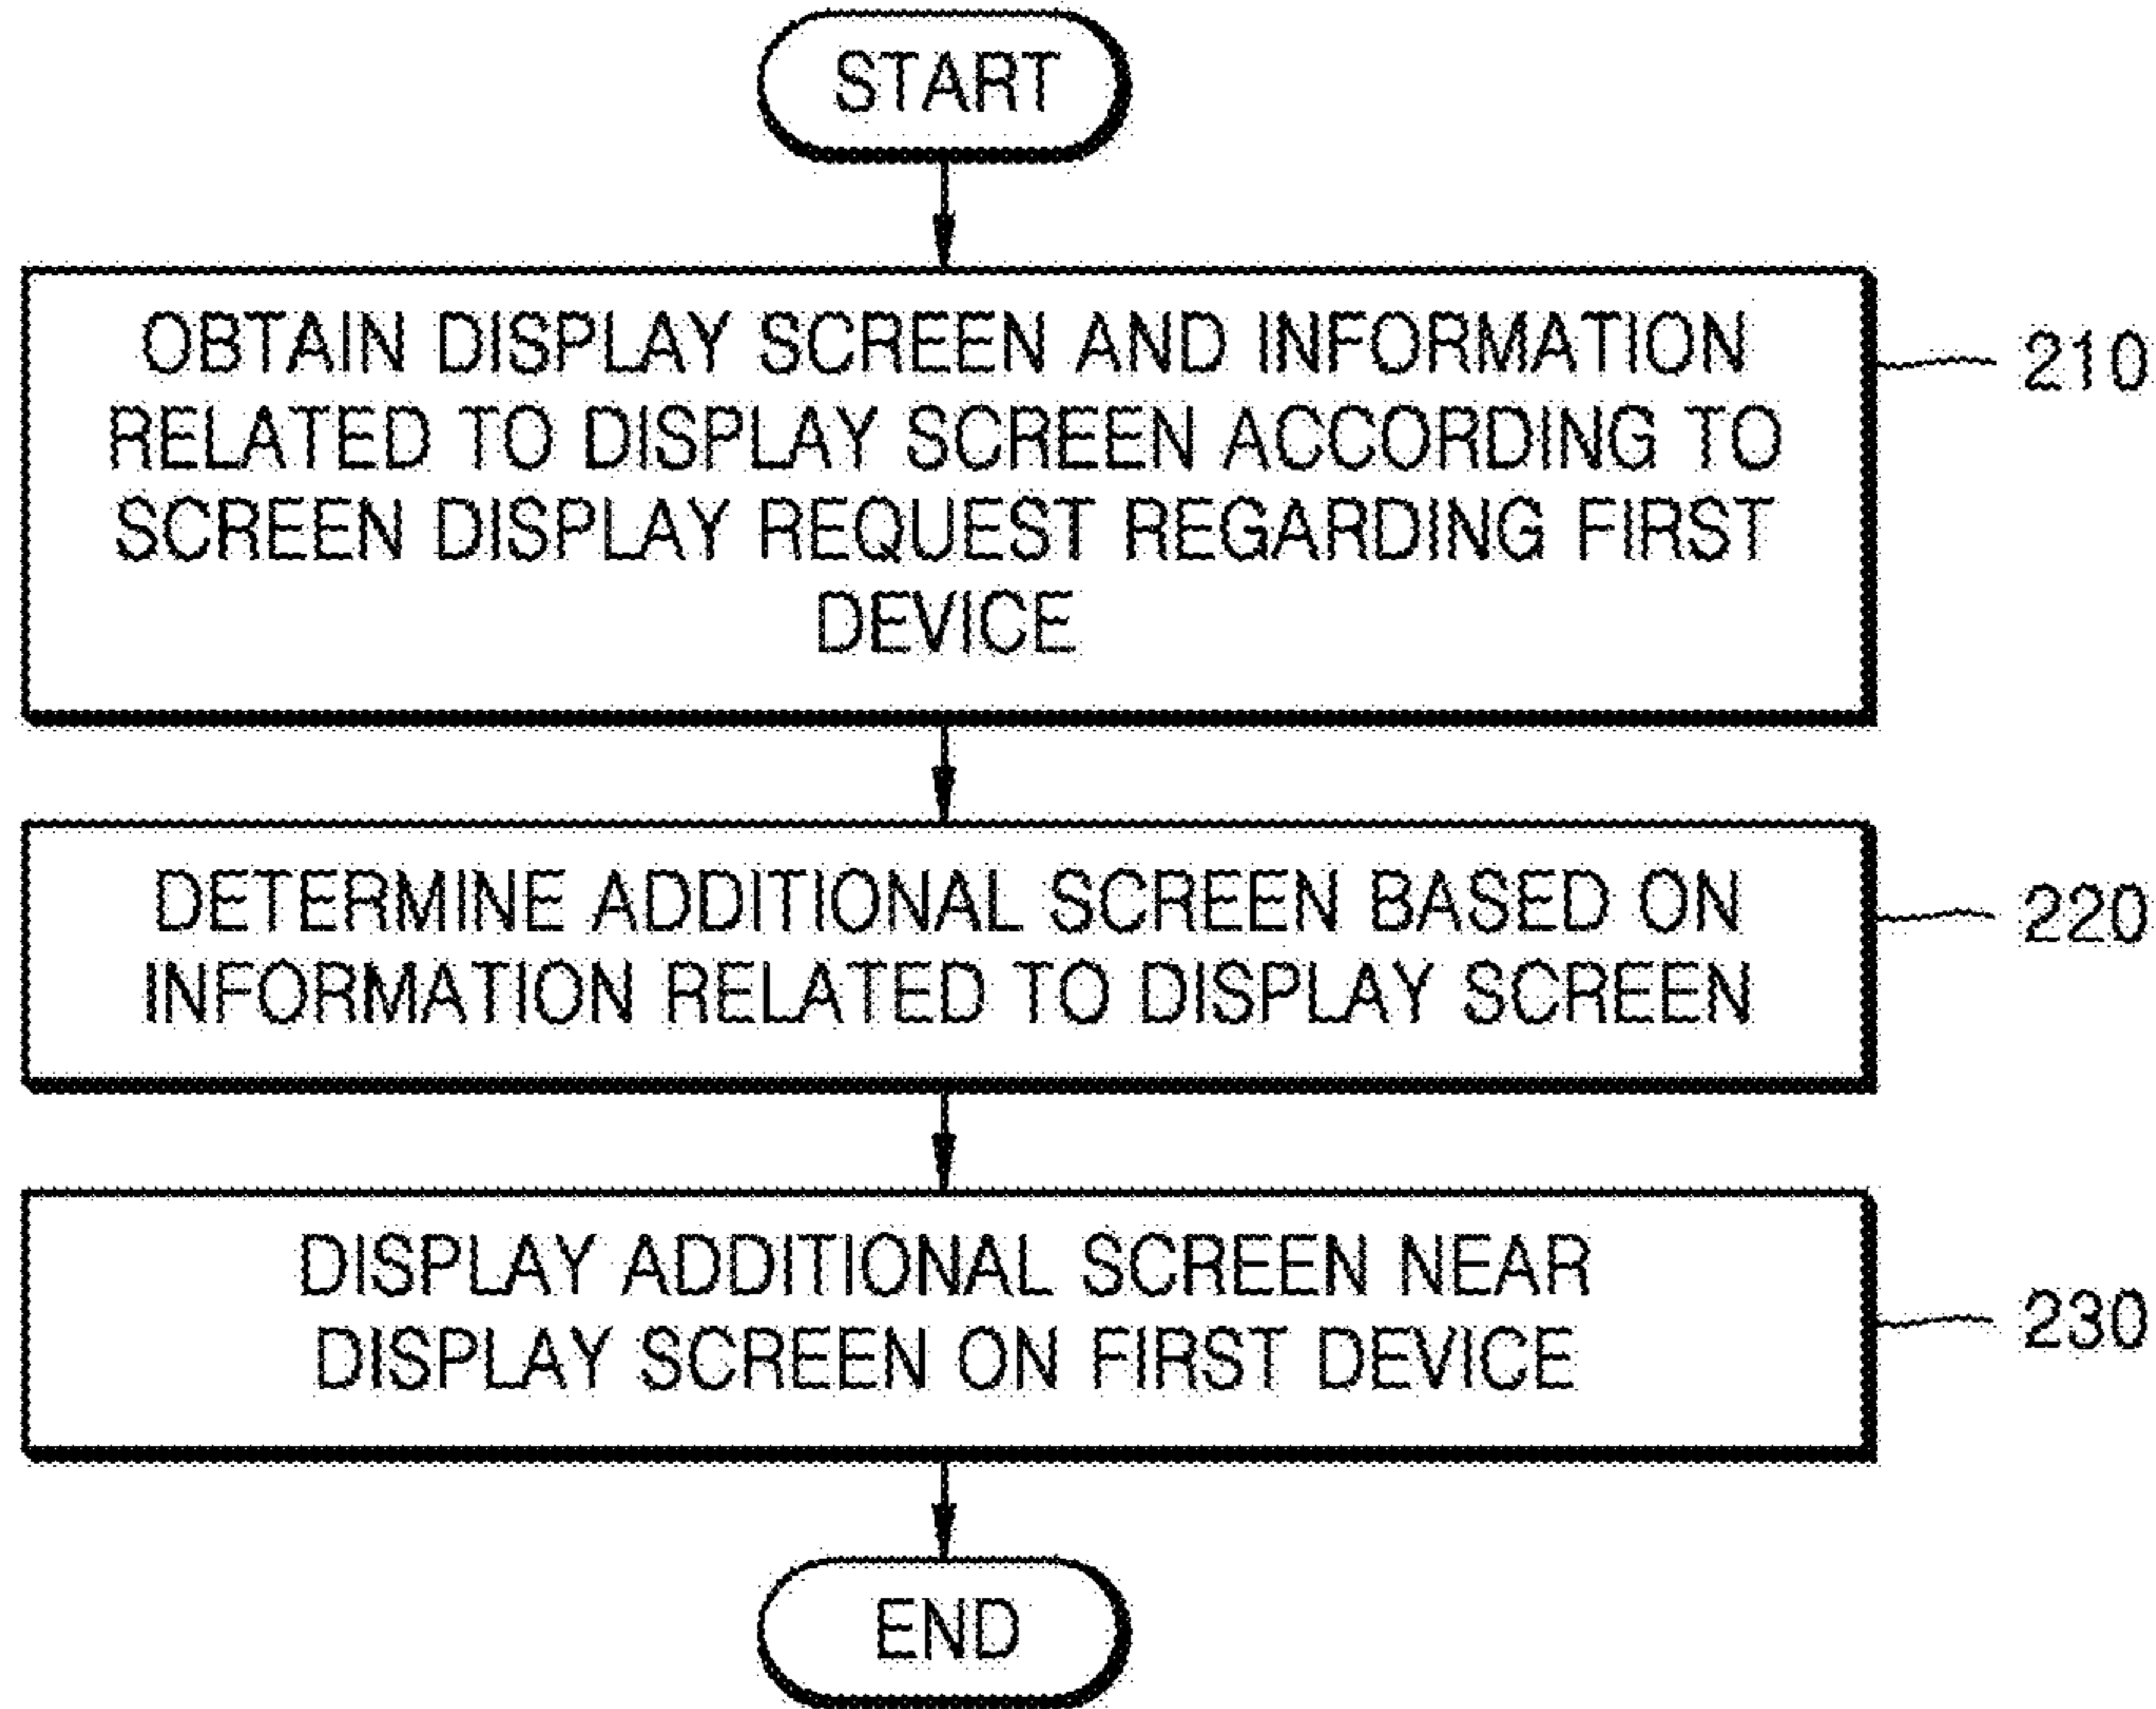 START
OBTAIN DISPLAY SCREEN AND INFORMATION
RELATED TO DISPLAY SCREEN ACCORDING TO
SCREEN DISPLAY REQUEST REGARDING FIRST
DEVICE
210
DETERMINE ADDITIONAL SCREEN BASED ON
INFORMATION RELATED TO DISPLAY SCREEN
220
DISPLAY ADDITIONAL SCREEN NEAR
DISPLAY SCREEN ON FIRST DEVICE
230
END